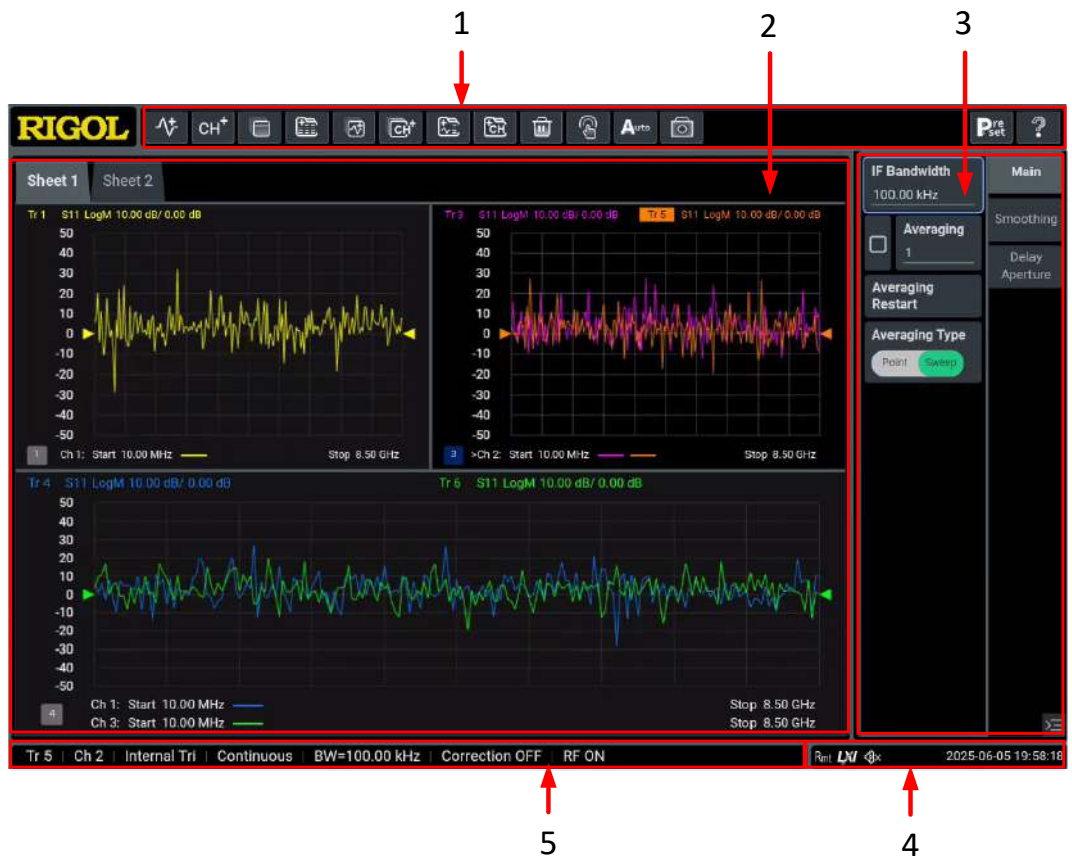 1 2 3
RIGOL CH+ CH+ CH Auto Preset ?
Sheet 1 Sheet 2
Tr 1 S11 LogM 10.00 dB/ 0.00 dB
50
40
30
20
10
0
-10
-20
-30
-40
-50
1 Ch 1: Start 10.00 MHz Stop 8.50 GHz
Tr 3 S11 LogM 10.00 dB/ 0.00 dB Tr 5 S11 LogM 10.00 dB/ 0.00 dB
50
40
30
20
10
0
-10
-20
-30
-40
-50
3 >Ch 2: Start 10.00 MHz Stop 8.50 GHz
Tr 4 S11 LogM 10.00 dB/ 0.00 dB Tr 6 S11 LogM 10.00 dB/ 0.00 dB
50
40
30
20
10
0
-10
-20
-30
-40
-50
4 Ch 1: Start 10.00 MHz Stop 8.50 GHz
Ch 3: Start 10.00 MHz Stop 8.50 GHz
IF Bandwidth
100.00 kHz
Averaging
1
Averaging
Restart
Averaging Type
Point Sweep
Main
Smoothing
Delay
Aperture
Tr 5 | Ch 2 | Internal Tri | Continuous | BW=100.00 kHz | Correction OFF | RF ON
Rmt LXI 2025-06-05 19:58:18
5 4